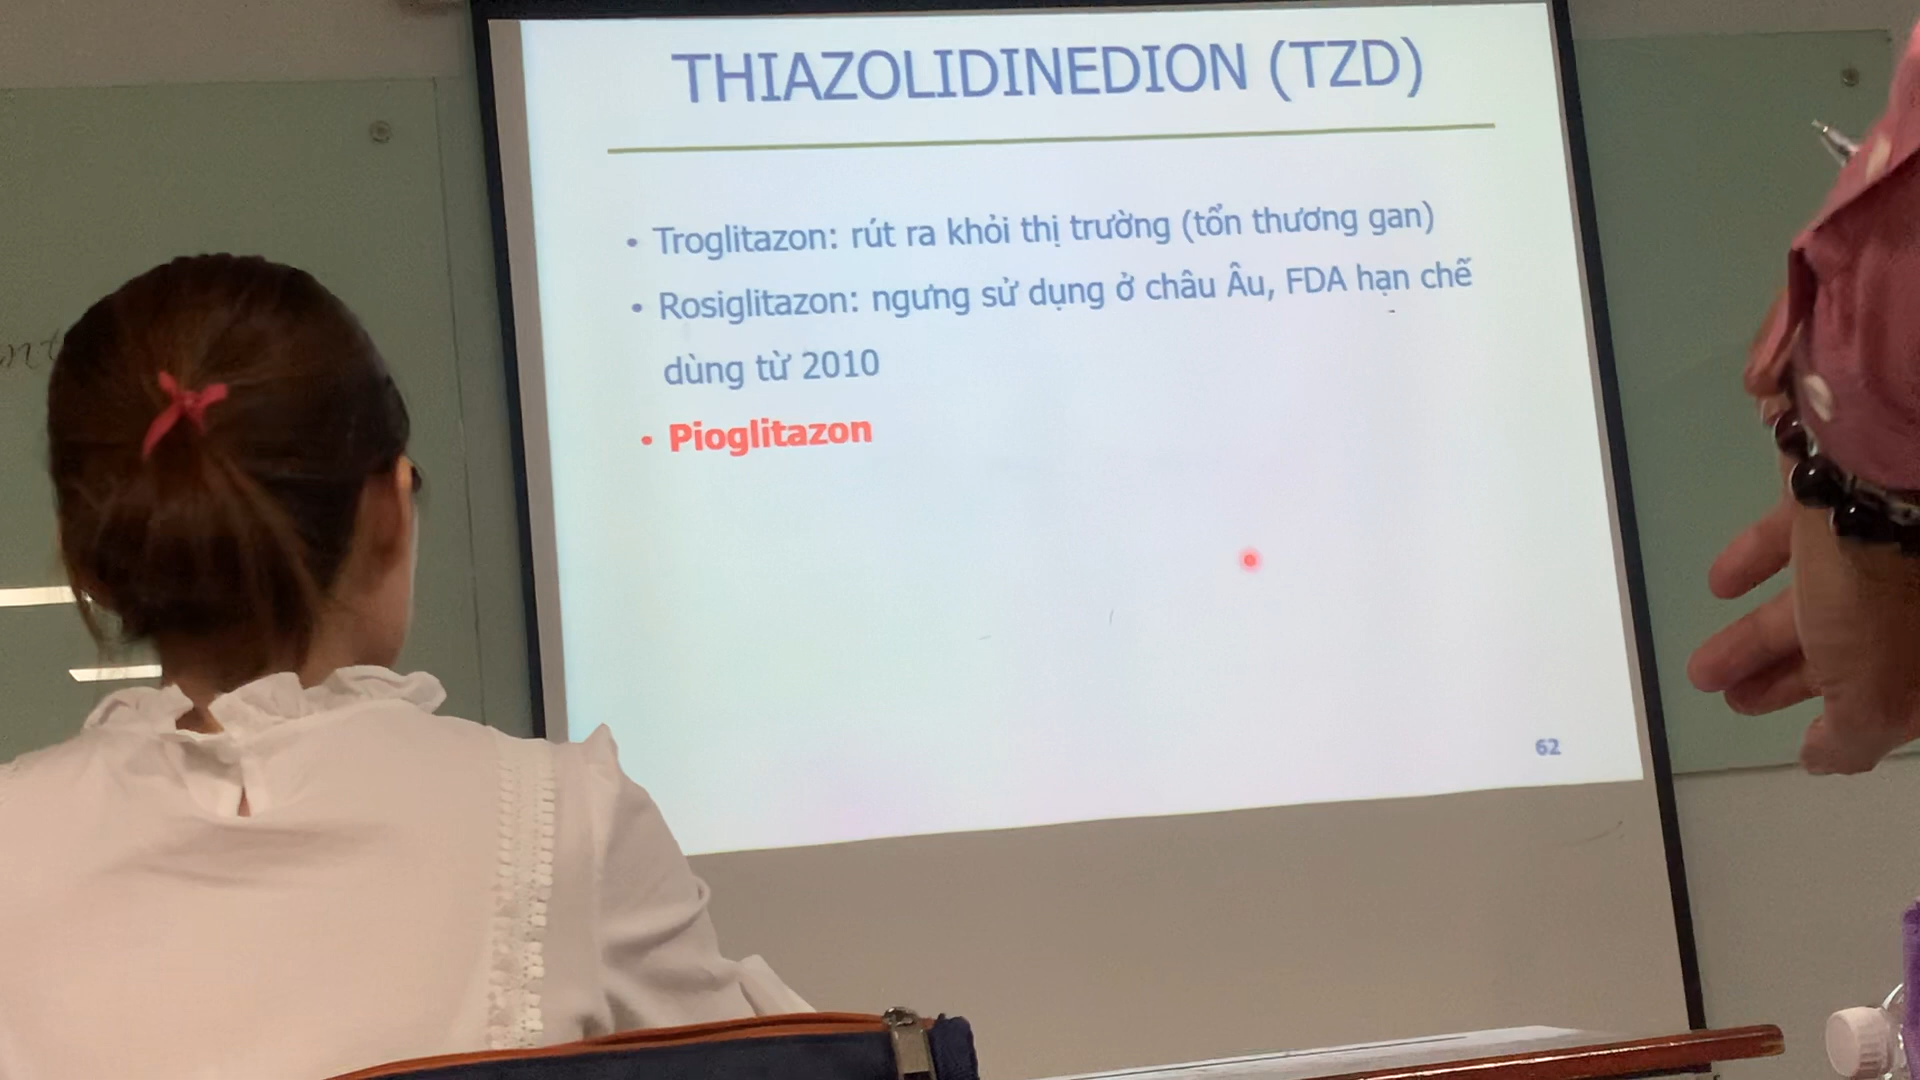 THIAZOLIDINEDION (TZD)
• Troglitazon: rút ra khỏi thị trường (tổn thương gan)
• Rosiglitazon: ngưng sử dụng ở châu Âu, FDA hạn chế
dùng từ 2010
• Pioglitazon
62